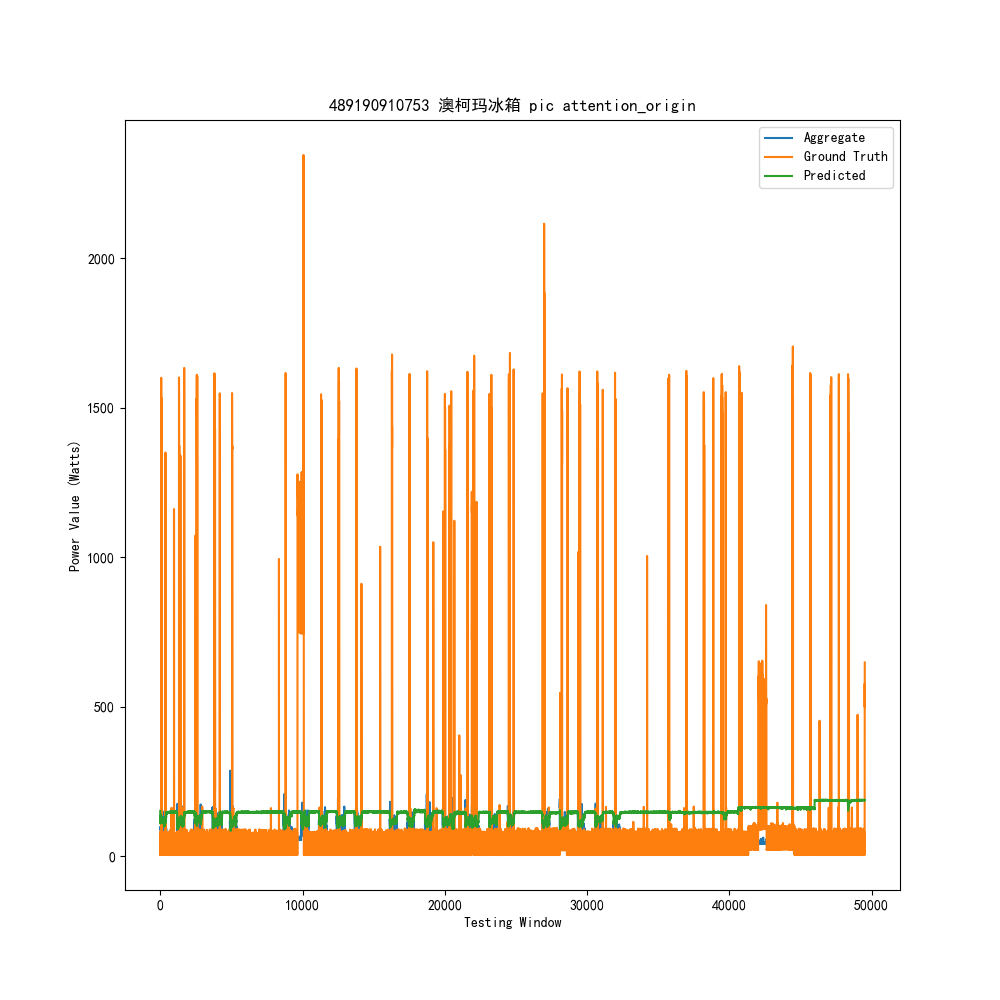 489190910753 澳柯玛冰箱 pic attention_origin
Aggregate
Ground Truth
Predicted
Power Value (Watts)
2000
1500
1000
500
0
0 10000 20000 30000 40000 50000
Testing Window